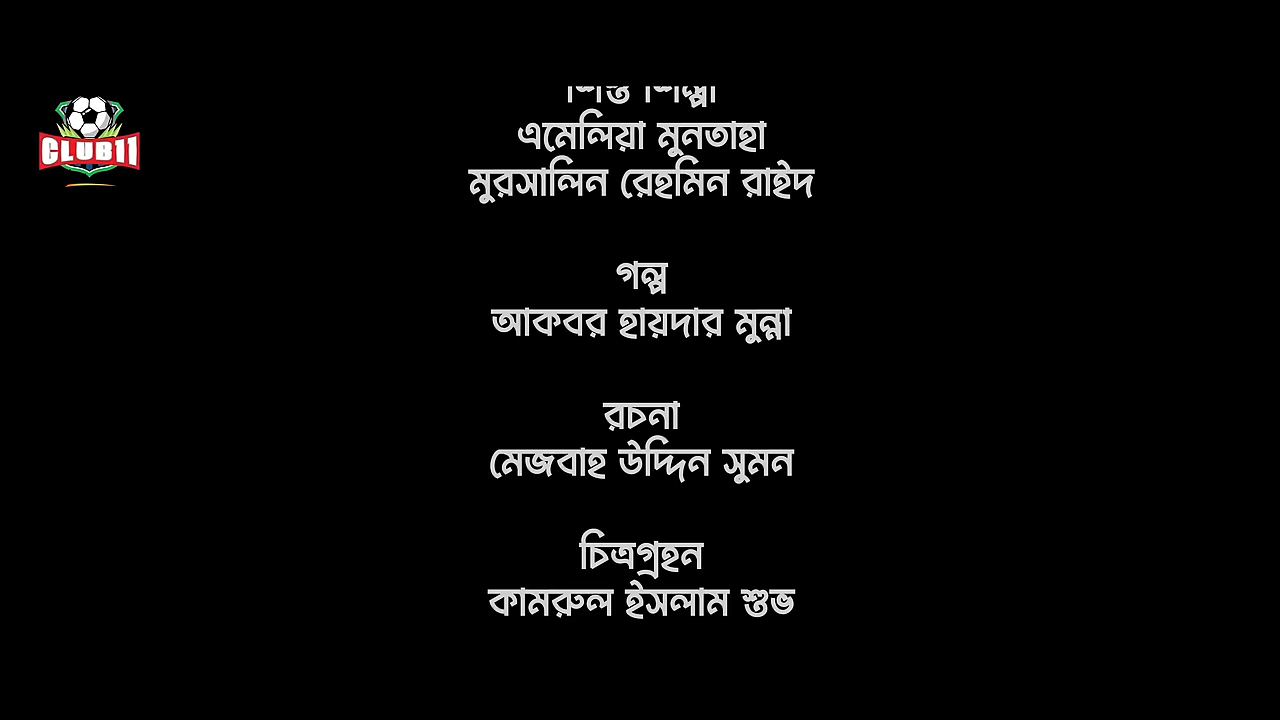 CLUB11
এমেলিয়া মুনতাহা
মুরসালিন রেহমিন রাইদ
গল্প
আকবর হায়দার মুন্না
রচনা
মেজবাহ উদ্দিন সুমন
চিত্রগ্রহন
কামরুল ইসলাম শুভ